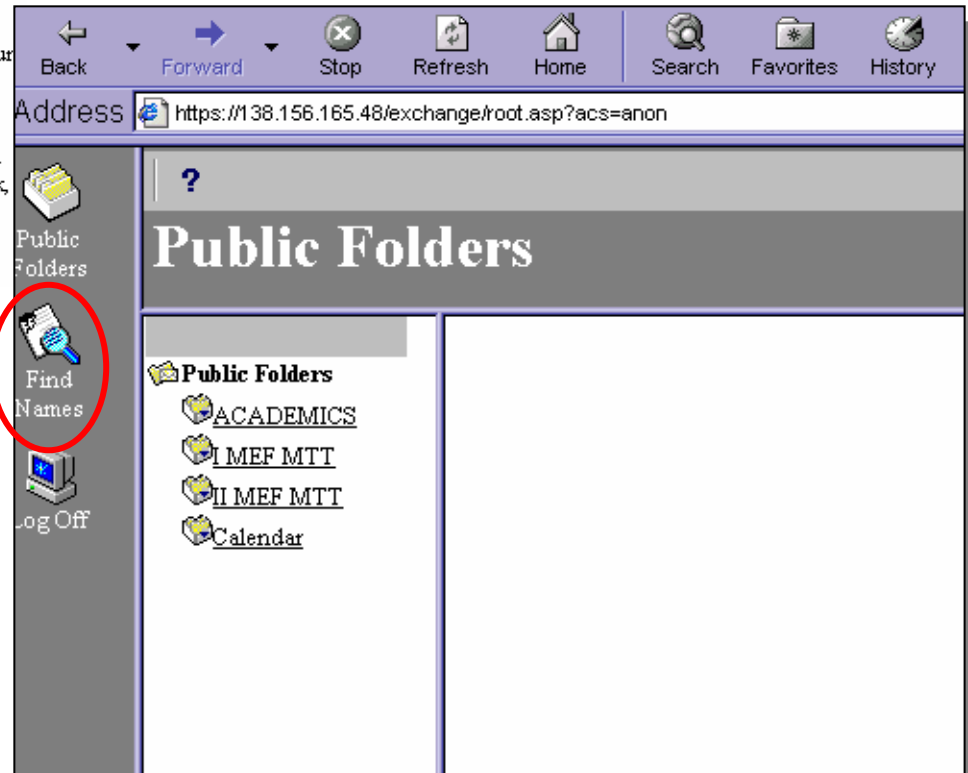 Back Forward Stop Refresh Home Search Favorites History
Address https://138.156.165.48/exchange/root.asp?acs=anon
?
Public Folders
Public
Folders
Find
Names
Log Off
Public Folders
ACADEMICS
I MEF MTT
II MEF MTT
Calendar